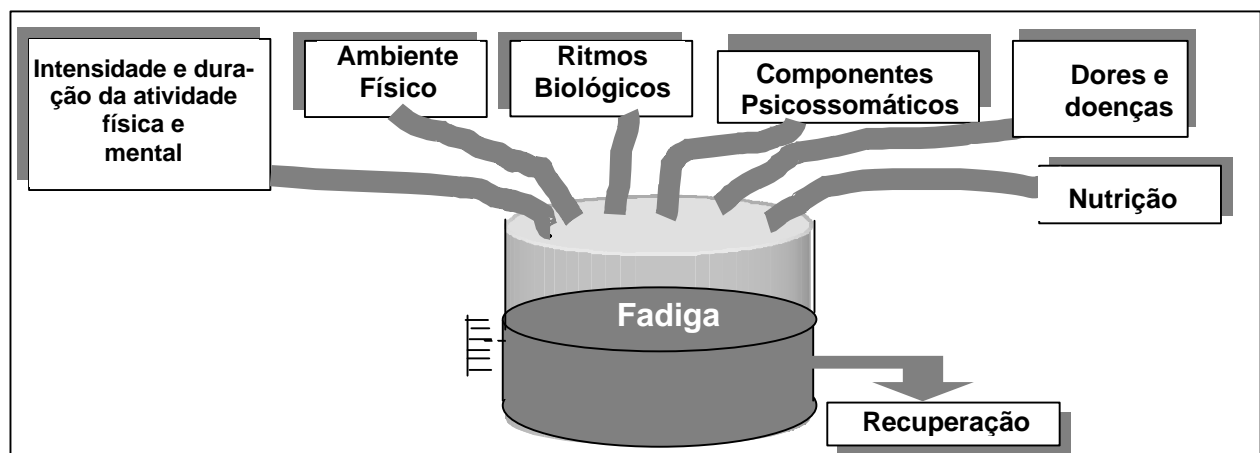 Intensidade e dura-
ção da atividade
física e
mental
Ambiente
Físico
Ritmos
Biológicos
Componentes
Psicossomáticos
Dores e
doenças
Nutrição
Fadiga
Recuperação